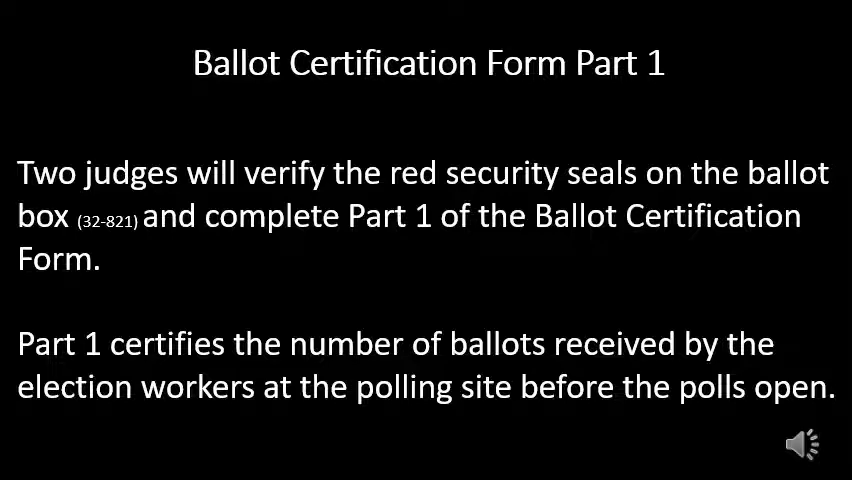 Ballot Certification Form Part 1
Two judges will verify the red security seals on the ballot
box (32-821) and complete Part 1 of the Ballot Certification
Form.
Part 1 certifies the number of ballots received by the
election workers at the polling site before the polls open.